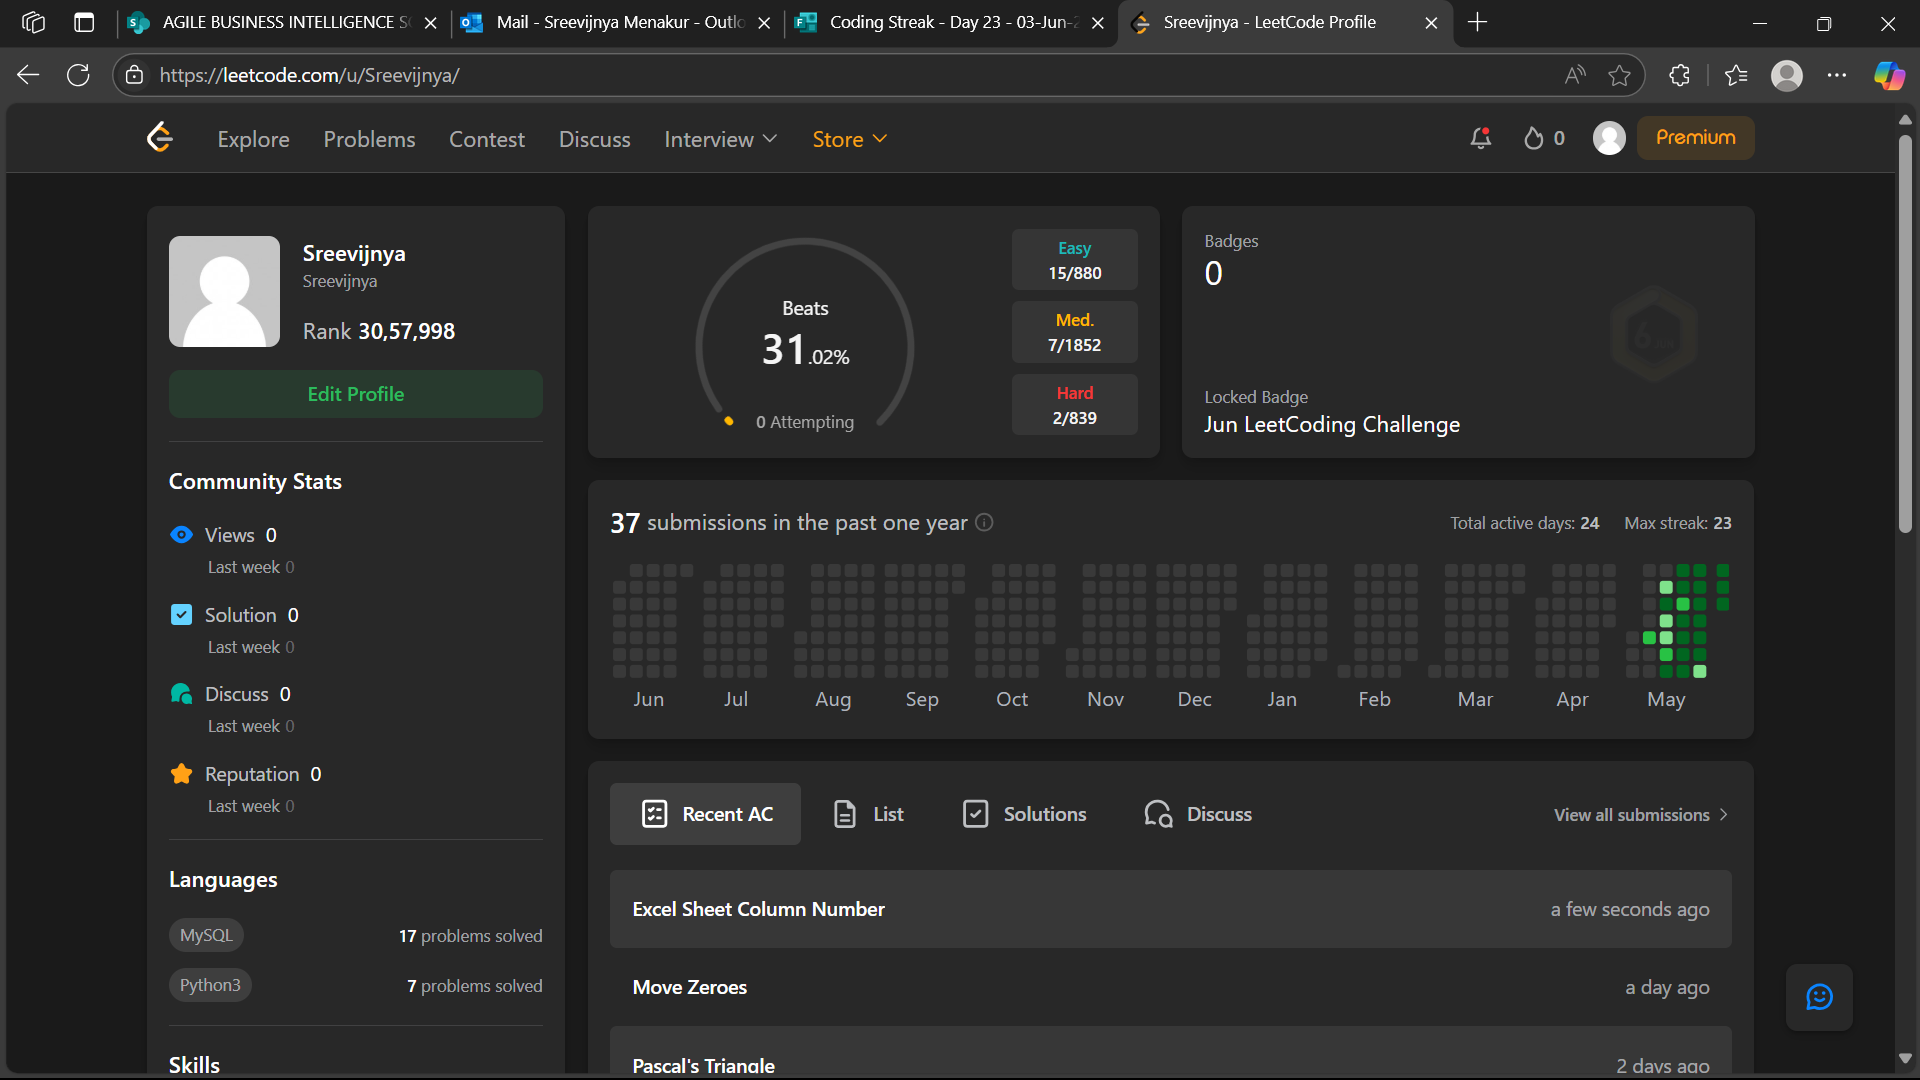 AGILE BUSINESS INTELLIGENCE S
Mail - Sreevijnya Menakur - Outlo
Coding Streak - Day 23 - 03-Jun-2
Sreevijnya - LeetCode Profile
https://leetcode.com/u/Sreevijnya/
Explore
Problems
Contest
Discuss
Interview
Store
0
Premium
Sreevijnya
Sreevijnya
Rank 30,57,998
Edit Profile
Community Stats
Views 0
Last week 0
Solution 0
Last week 0
Discuss 0
Last week 0
Reputation 0
Last week 0
Languages
MySQL
17 problems solved
Python3
7 problems solved
Skills
Beats
31.02%
0 Attempting
Easy
15/880
Med.
7/1852
Hard
2/839
Badges
0
Locked Badge
Jun LeetCoding Challenge
37 submissions in the past one year
Total active days: 24
Max streak: 23
Jun
Jul
Aug
Sep
Oct
Nov
Dec
Jan
Feb
Mar
Apr
May
Recent AC
List
Solutions
Discuss
View all submissions
Excel Sheet Column Number
a few seconds ago
Move Zeroes
a day ago
Pascal's Triangle
2 days ago